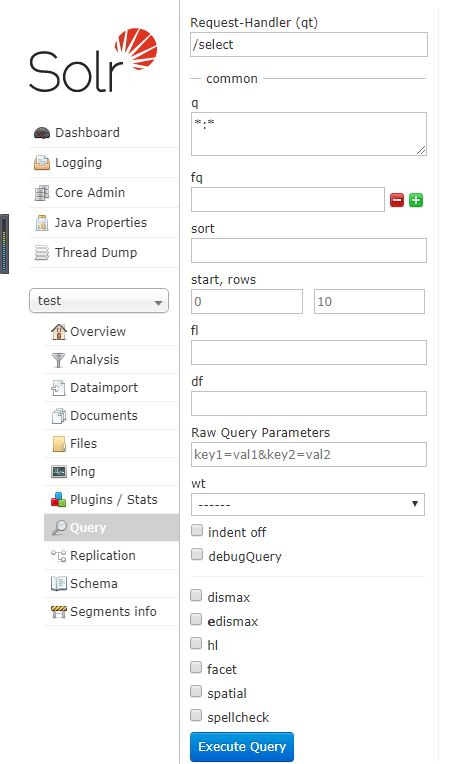 Solr
Dashboard
Logging
Core Admin
Java Properties
Thread Dump
test
Overview
Analysis
Dataimport
Documents
Files
Ping
Plugins / Stats
Query
Replication
Schema
Segments info
Request-Handler (qt)
/select
common
q
*:*
fq
sort
start, rows
0 10
fl
df
Raw Query Parameters
key1=val1&key2=val2
wt
------
indent off
debugQuery
dismax
edismax
hl
facet
spatial
spellcheck
Execute Query